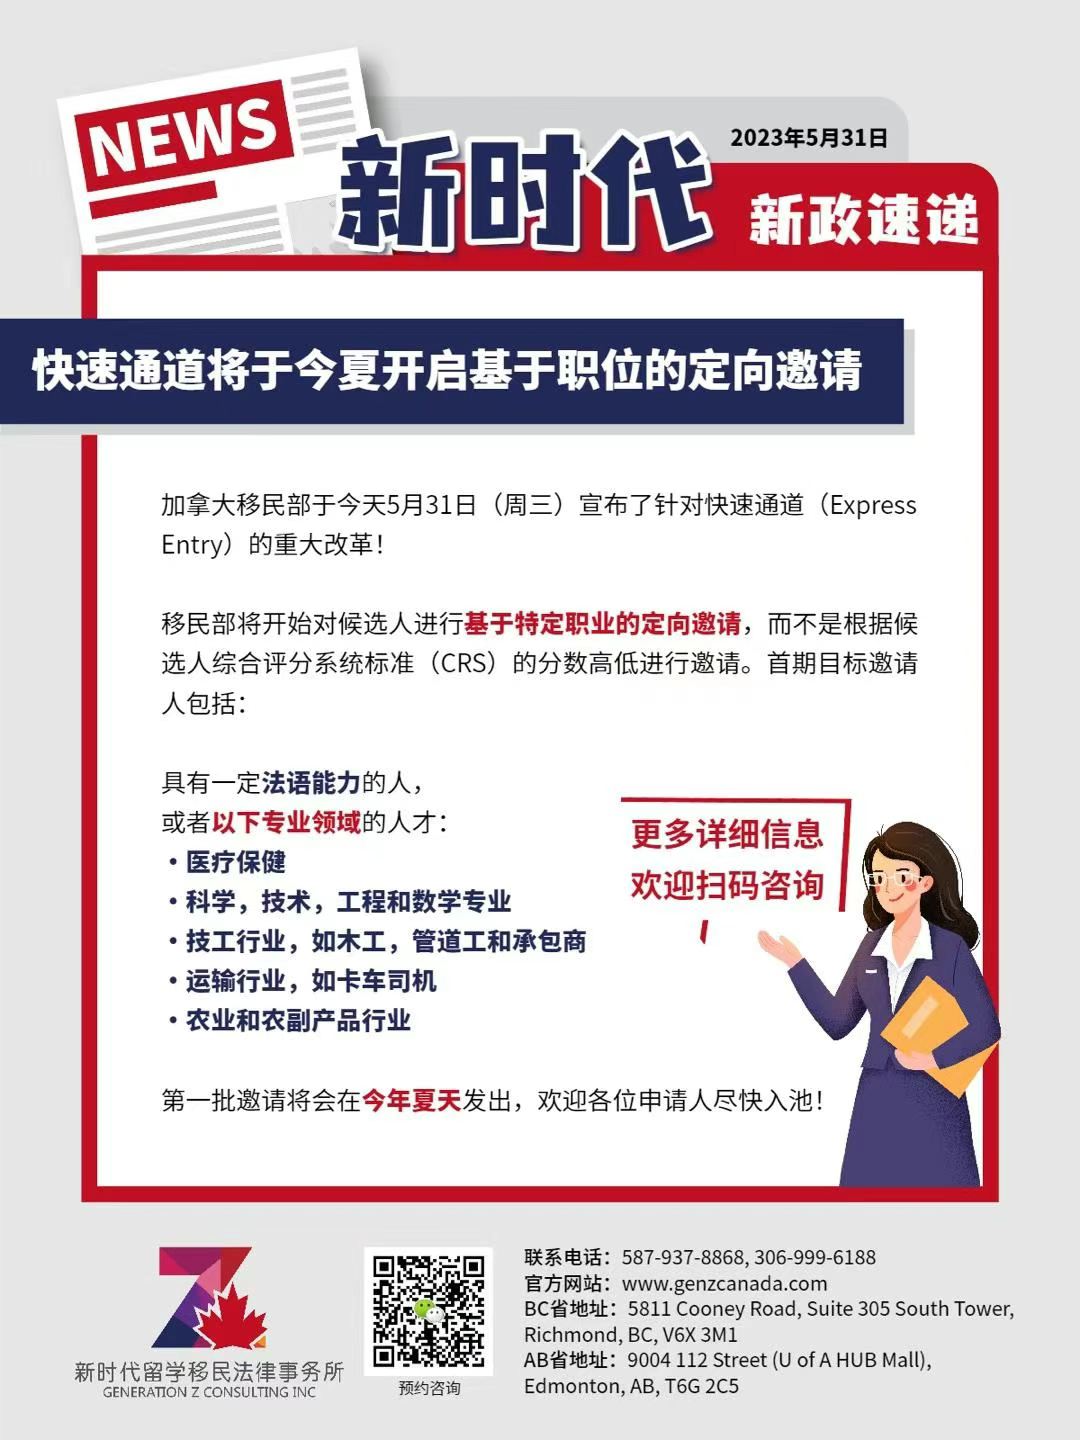 NEWS
2023年5月31日
新时代
新政速递
快速通道将于今夏开启基于职位的定向邀请
加拿大移民部于今天5月31日（周三）宣布了针对快速通道（Express
Entry）的重大改革！
移民部将开始对候选人进行基于特定职业的定向邀请，而不是根据候
选人综合评分系统标准（CRS）的分数高低进行邀请。首期目标邀请
人包括：
具有一定法语能力的人，
或者以下专业领域的人才：
·医疗保健
·科学，技术，工程和数学专业
·技工行业，如木工，管道工和承包商
·运输行业，如卡车司机
·农业和农副产品行业
更多详细信息
欢迎扫码咨询
第一批邀请将会在今年夏天发出，欢迎各位申请人尽快入池！
新时代留学移民法律事务所
GENERATION Z CONSULTING INC
预约咨询
联系电话：587-937-8868, 306-999-6188
官方网站：www.genzcanada.com
BC省地址：5811 Cooney Road, Suite 305 South Tower,
Richmond, BC, V6X 3M1
AB省地址：9004 112 Street (U of A HUB Mall),
Edmonton, AB, T6G 2C5